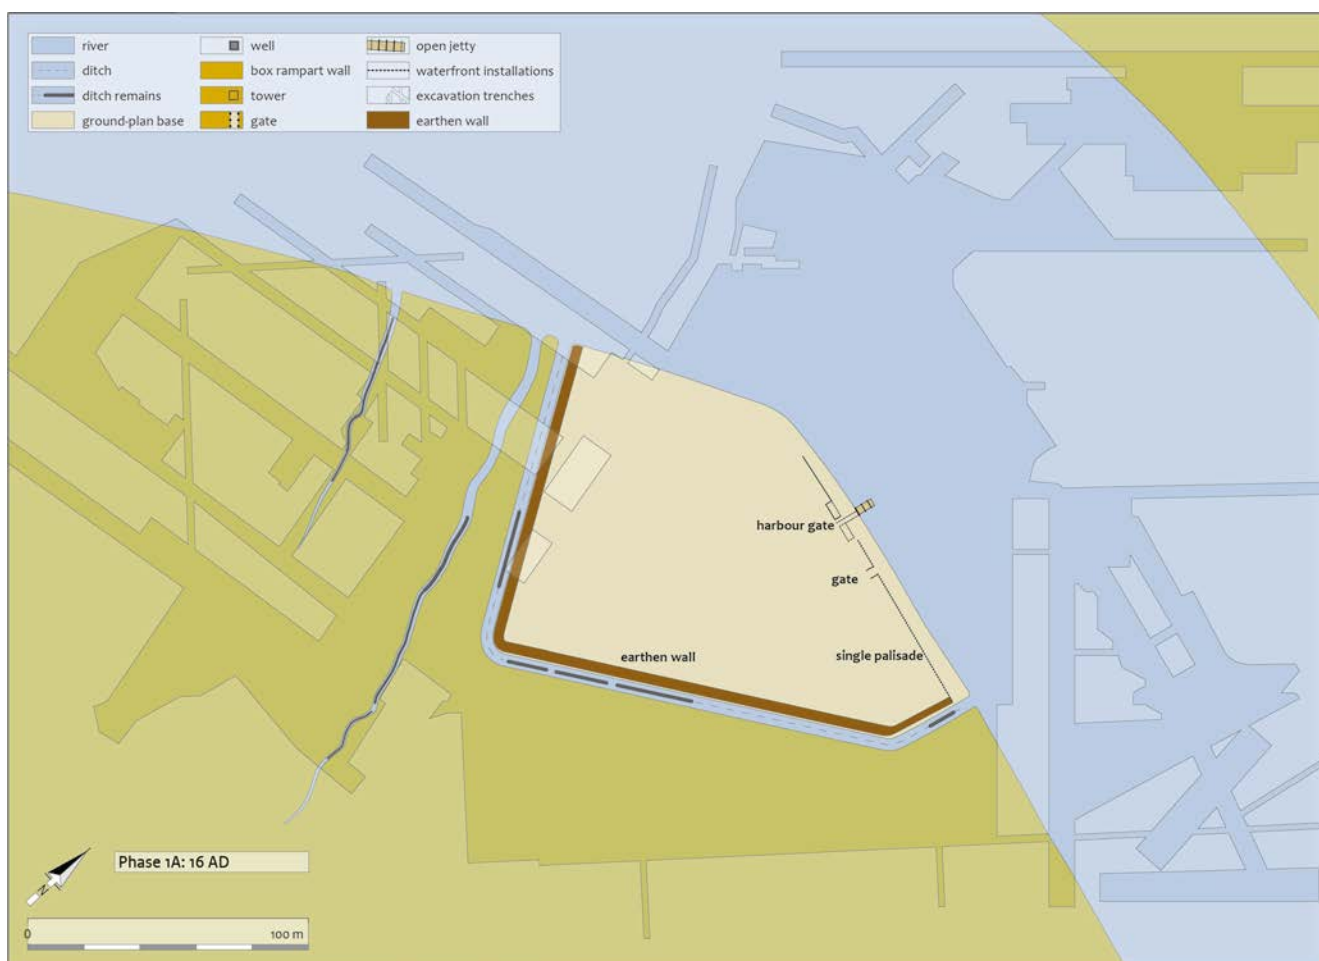 river
ditch
ditch remains
ground-plan base
well
box rampart wall
tower
gate
open jetty
waterfront installations
excavation trenches
earthen wall
harbour gate
gate
earthen wall
single palisade
N
Phase 1A: 16 AD
0
100 m